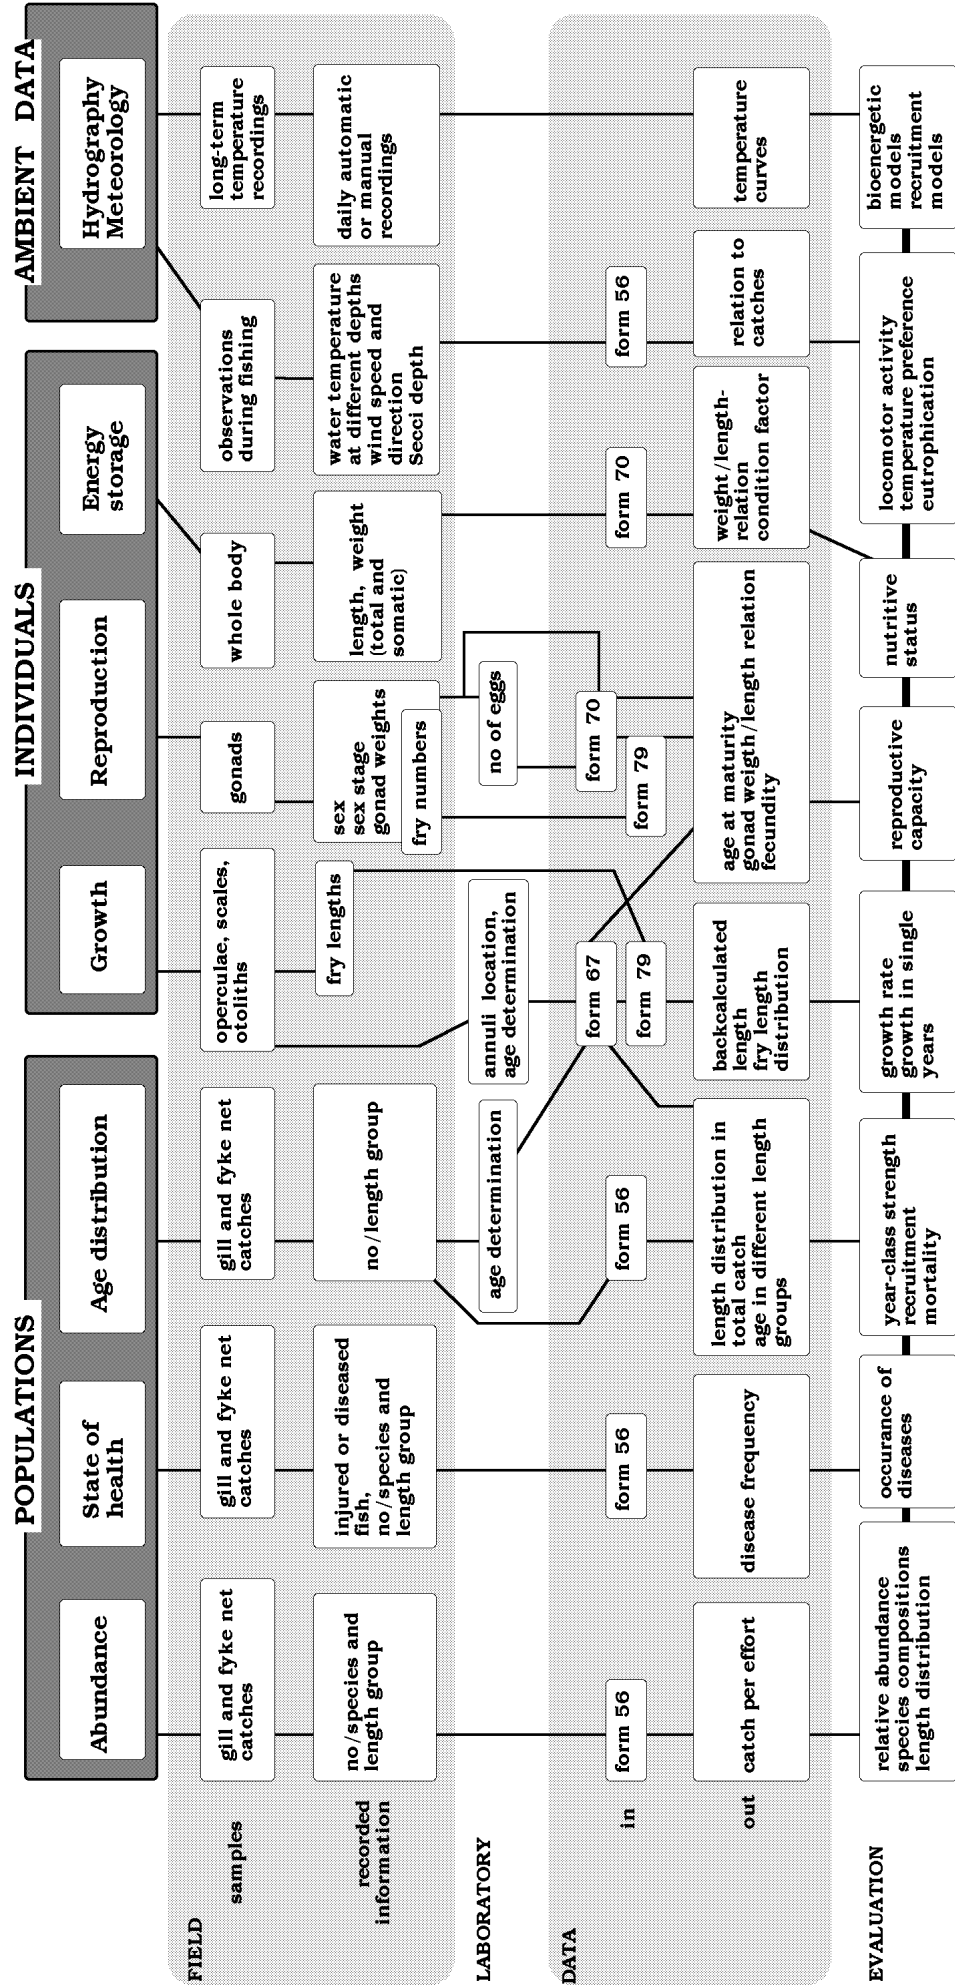 POPULATIONS
INDIVIDUALS
AMBIENT DATA
Abundance
State of
health
Age distribution
Growth
Reproduction
Energy
storage
Hydrography
Meteorology
FIELD
samples
gill and fyke net
catches
gill and fyke net
catches
gill and fyke net
catches
operculae, scales,
otoliths
gonads
whole body
observations
during fishing
long-term
temperature
recordings
recorded
information
no/species and
length group
injured or diseased
fish,
no/species and
length group
no/length group
fry lengths
sex
sex stage
gonad weights
fry numbers
length, weight
(total and
somatic)
water temperature
at different depths
wind speed and
direction
Secci depth
daily automatic
or manual
recordings
LABORATORY
age determination
annuli location,
age determination
no of eggs
DATA
in
form 56
form 56
form 56
form 67
form 79
form 70
form 79
form 70
form 56
out
catch per effort
disease frequency
length distribution in
total catch
age in different length
groups
backcalculated
length
fry length
distribution
age at maturity
gonad weigth/length relation
fecundity
weight/length-
relation
condition factor
relation to
catches
temperature
curves
EVALUATION
relative abundance
species compositions
length distribution
occurance of
diseases
year-class strength
recruitment
mortality
growth rate
growth in single
years
reproductive
capacity
nutritive
status
locomotor activity
temperature preference
eutrophication
bioenergetic
models
recruitment
models